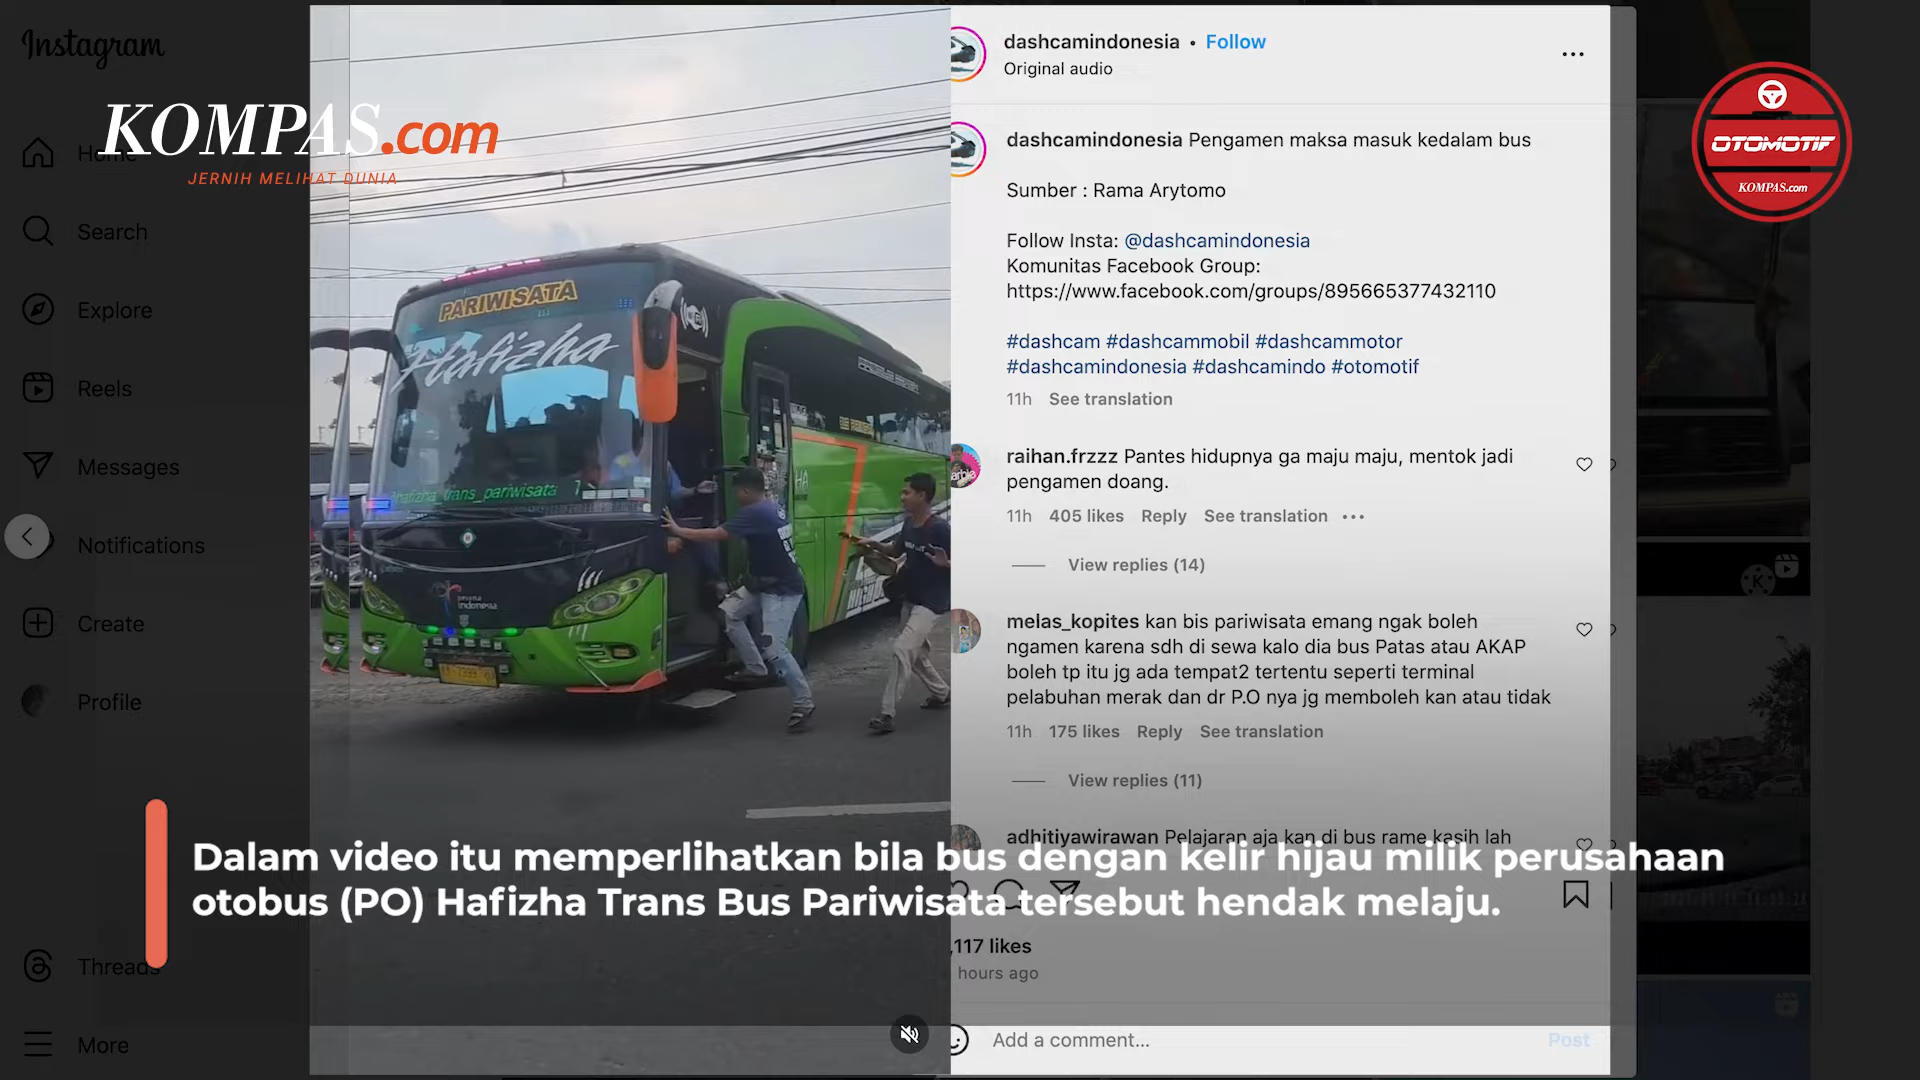 Instagram
KOMPAS.com
JERNIH MELIHAT DUNIA
Home
Search
Explore
Reels
Messages
Notifications
Create
Profile
Threads
More
PARIWISATA
Hafizha
hafizha_trans_pariwisata
pesona
indonesia
dashcamindonesia • Follow
Original audio
OTOMOTIF
KOMPAS.com
dashcamindonesia Pengamen maksa masuk kedalam bus
Sumber : Rama Arytomo
Follow Insta: @dashcamindonesia
Komunitas Facebook Group:
https://www.facebook.com/groups/895665377432110
#dashcam #dashcammobil #dashcammotor
#dashcamindonesia #dashcamindo #otomotif
11h See translation
raihan.frzzz Pantes hidupnya ga maju maju, mentok jadi
pengamen doang.
11h 405 likes Reply See translation
View replies (14)
melas_kopites kan bis pariwisata emang ngak boleh
ngamen karena sdh di sewa kalo dia bus Patas atau AKAP
boleh tp itu jg ada tempat2 tertentu seperti terminal
pelabuhan merak dan dr P.O nya jg memboleh kan atau tidak
11h 175 likes Reply See translation
View replies (11)
adhitiyawirawan Pelajaran aja kan di bus rame kasih lah
Dalam video itu memperlihatkan bila bus dengan kelir hijau milik perusahaan
otobus (PO) Hafizha Trans Bus Pariwisata tersebut hendak melaju.
,117 likes
hours ago
Add a comment...
Post